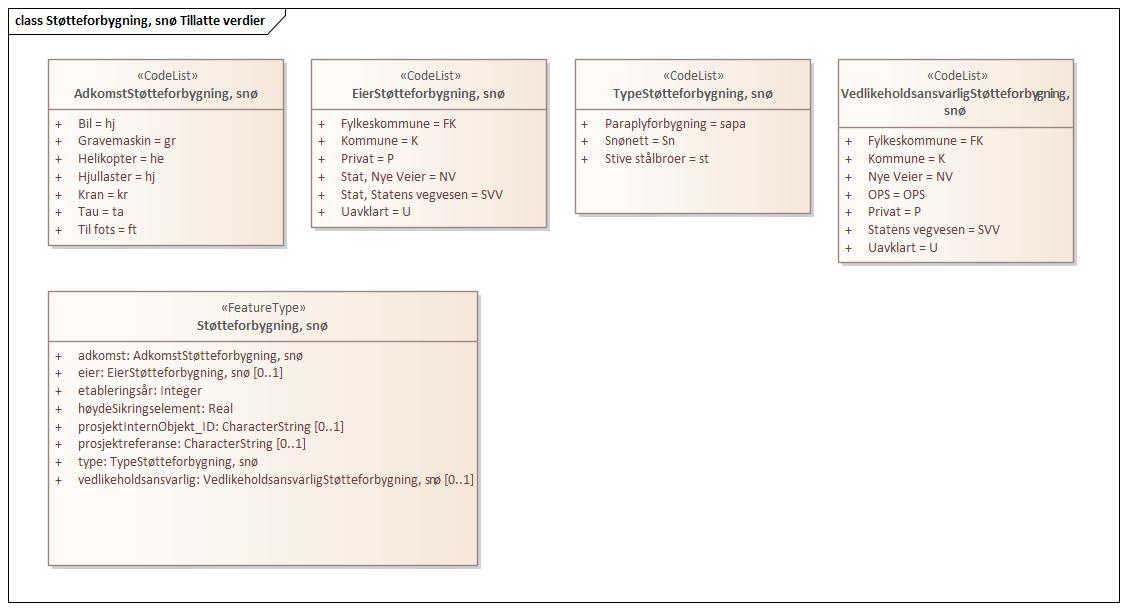 class Støtteforbygning, snø Tillatte verdier
«CodeList»
AdkomstStøtteforbygning, snø
+ Bil = hj
+ Gravemaskin = gr
+ Helikopter = he
+ Hjullaster = hj
+ Kran = kr
+ Tau = ta
+ Til fots = ft
«CodeList»
EierStøtteforbygning, snø
+ Fylkeskommune = FK
+ Kommune = K
+ Privat = P
+ Stat, Nye Veier = NV
+ Stat, Statens vegvesen = SVV
+ Uavklart = U
«CodeList»
TypeStøtteforbygning, snø
+ Paraplyforbygning = sapa
+ Snønett = Sn
+ Stive stålbroer = st
«CodeList»
VedlikeholdsansvarligStøtteforbygning,
snø
+ Fylkeskommune = FK
+ Kommune = K
+ Nye Veier = NV
+ OPS = OPS
+ Privat = P
+ Statens vegvesen = SVV
+ Uavklart = U
«FeatureType»
Støtteforbygning, snø
+ adkomst: AdkomstStøtteforbygning, snø
+ eier: EierStøtteforbygning, snø [0..1]
+ etableringsår: Integer
+ høydeSikringselement: Real
+ prosjektInternObjekt_ID: CharacterString [0..1]
+ prosjektreferanse: CharacterString [0..1]
+ type: TypeStøtteforbygning, snø
+ vedlikeholdsansvarlig: VedlikeholdsansvarligStøtteforbygning, snø [0..1]